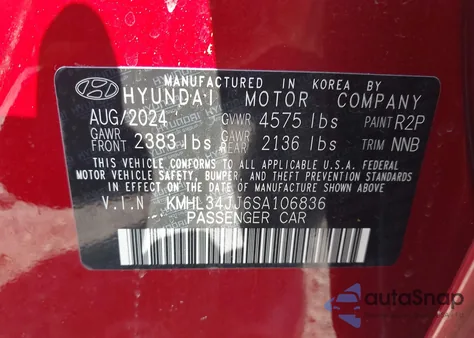 MANUFACTURED IN KOREA BY
HYUNDAI MOTOR COMPANY
AUG/2024 GVWR 4575 lbs PAINT R2P
GAWR FRONT 2383 lbs GAWR REAR 2136 lbs TRIM NNB
THIS VEHICLE CONFORMS TO ALL APPLICABLE U.S.A. FEDERAL
MOTOR VEHICLE SAFETY, BUMPER, AND THEFT PREVENTION STANDARDS
IN EFFECT ON THE DATE OF MANUFACTURE SHOWN ABOVE.
V.I.N KMHL34JJ6SA106836
PASSENGER CAR
autoSnap